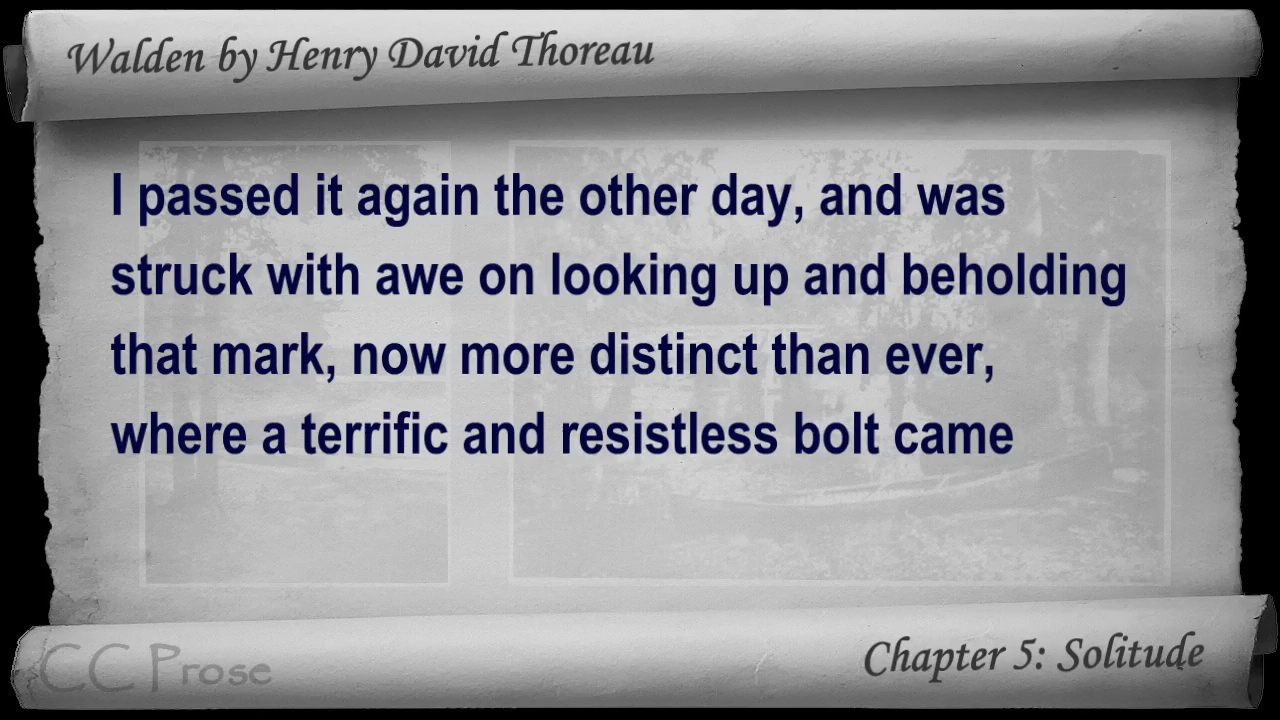 Walden by Henry David Thoreau
I passed it again the other day, and was
struck with awe on looking up and beholding
that mark, now more distinct than ever,
where a terrific and resistless bolt came
CC Prose
Chapter 5: Solitude